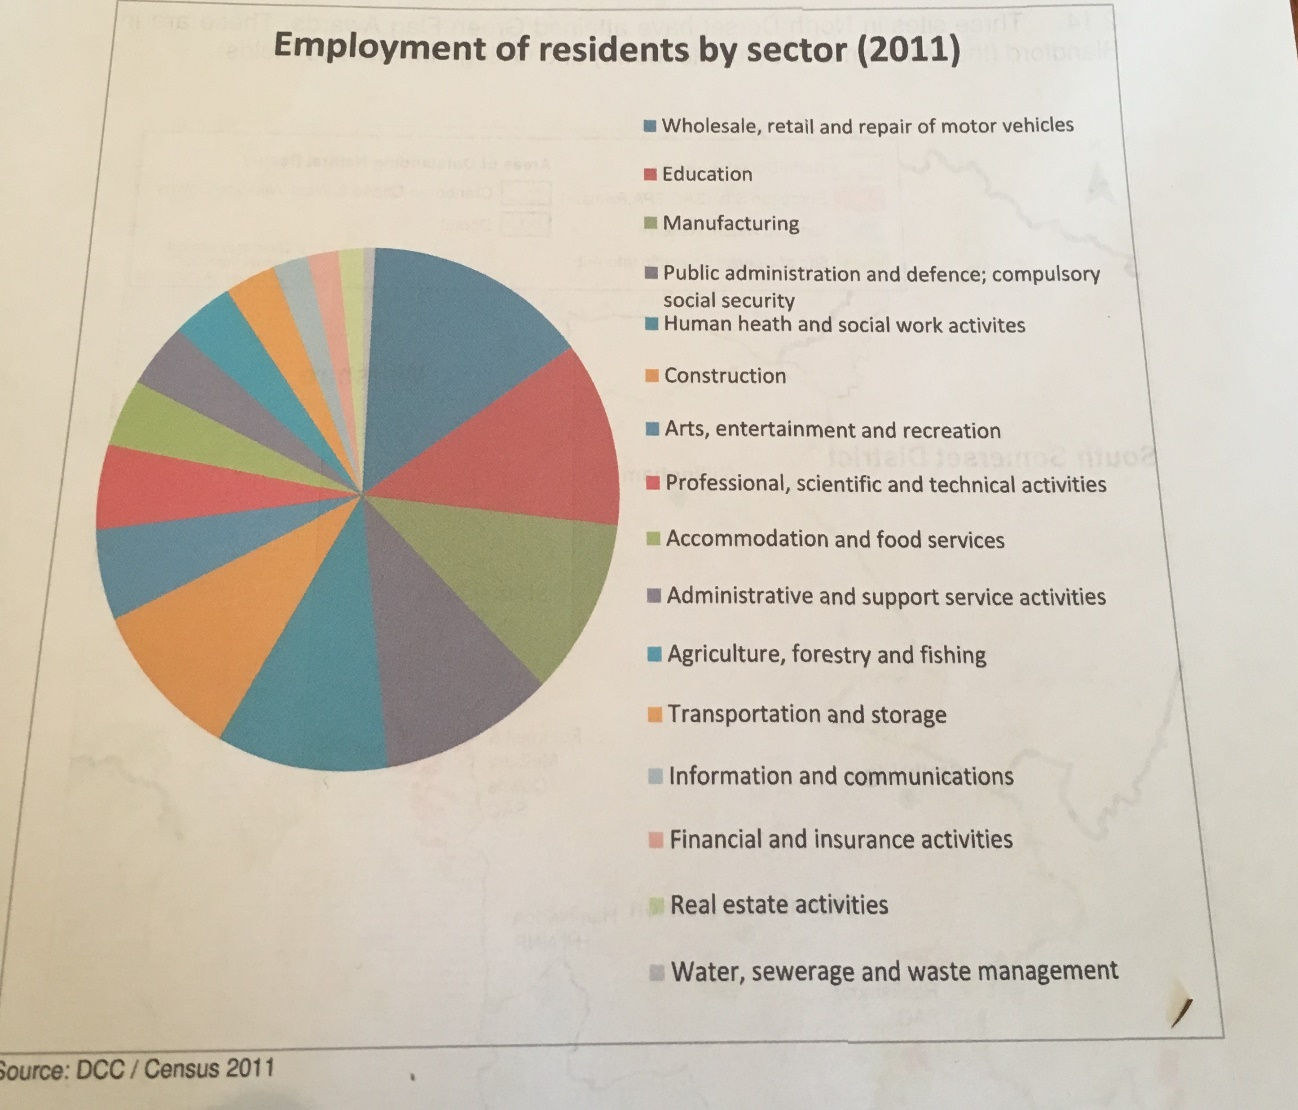 Employment of residents by sector (2011)
Wholesale, retail and repair of motor vehicles
Education
Manufacturing
Public administration and defence; compulsory
social security
Human heath and social work activites
Construction
Arts, entertainment and recreation
Professional, scientific and technical activities
Accommodation and food services
Administrative and support service activities
Agriculture, forestry and fishing
Transportation and storage
Information and communications
Financial and insurance activities
Real estate activities
Water, sewerage and waste management
Source: DCC / Census 2011